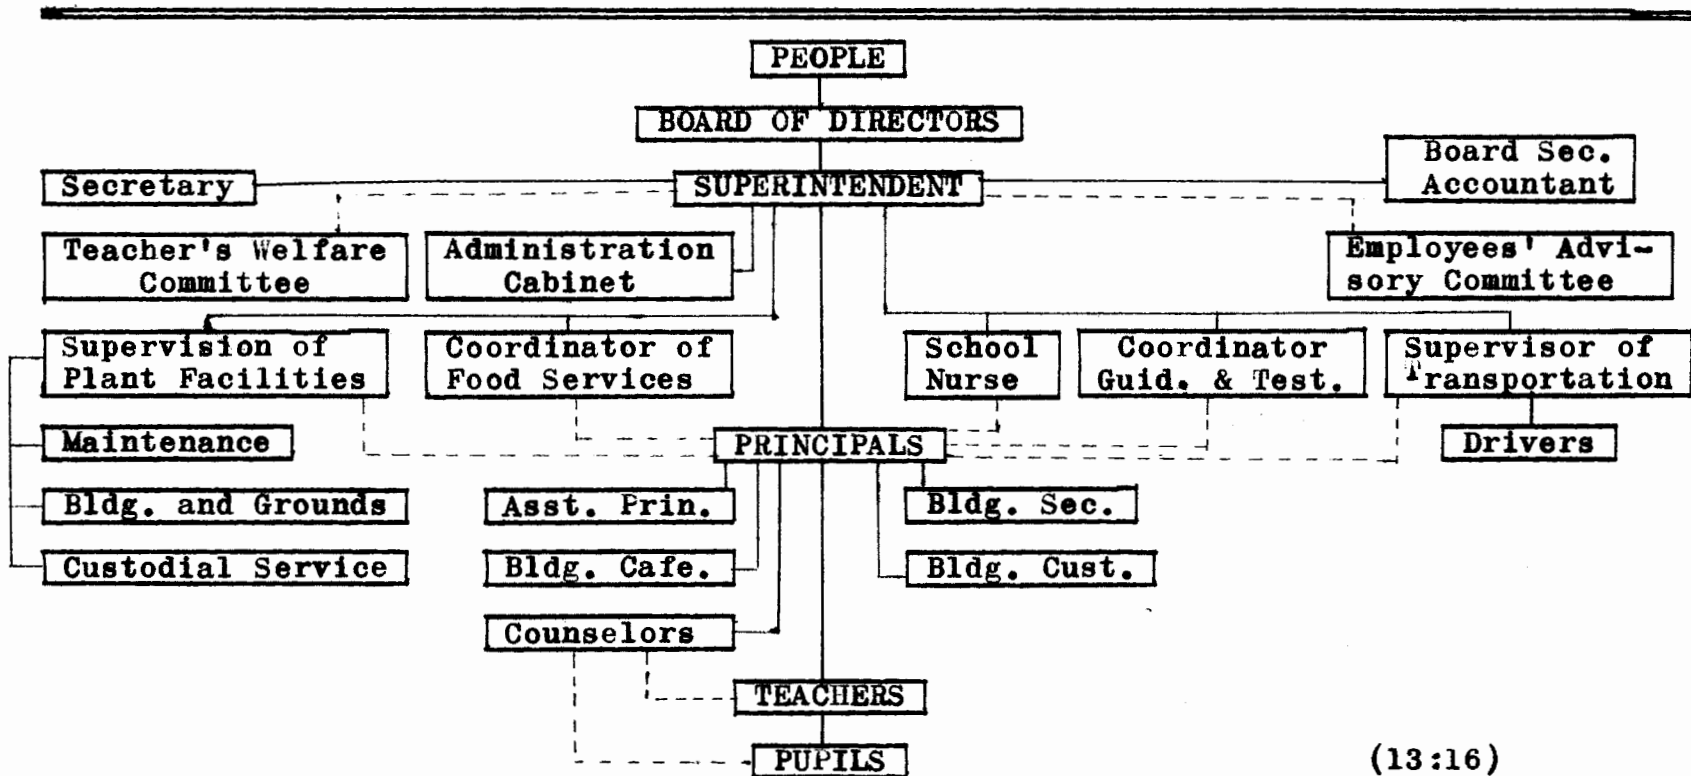 PEOPLE
BOARD OF DIRECTORS
Secretary
SUPERINTENDENT
Board Sec.
Accountant
Teacher's Welfare
Committee
Administration
Cabinet
Employees' Advi-
sory Committee
Supervision of
Plant Facilities
Coordinator of
Food Services
School
Nurse
Coordinator
Guid. & Test.
Supervisor of
Transportation
Maintenance
PRINCIPALS
Drivers
Bldg. and Grounds
Asst. Prin.
Bldg. Sec.
Custodial Service
Bldg. Cafe.
Bldg. Cust.
Counselors
TEACHERS
PUPILS
(13:16)